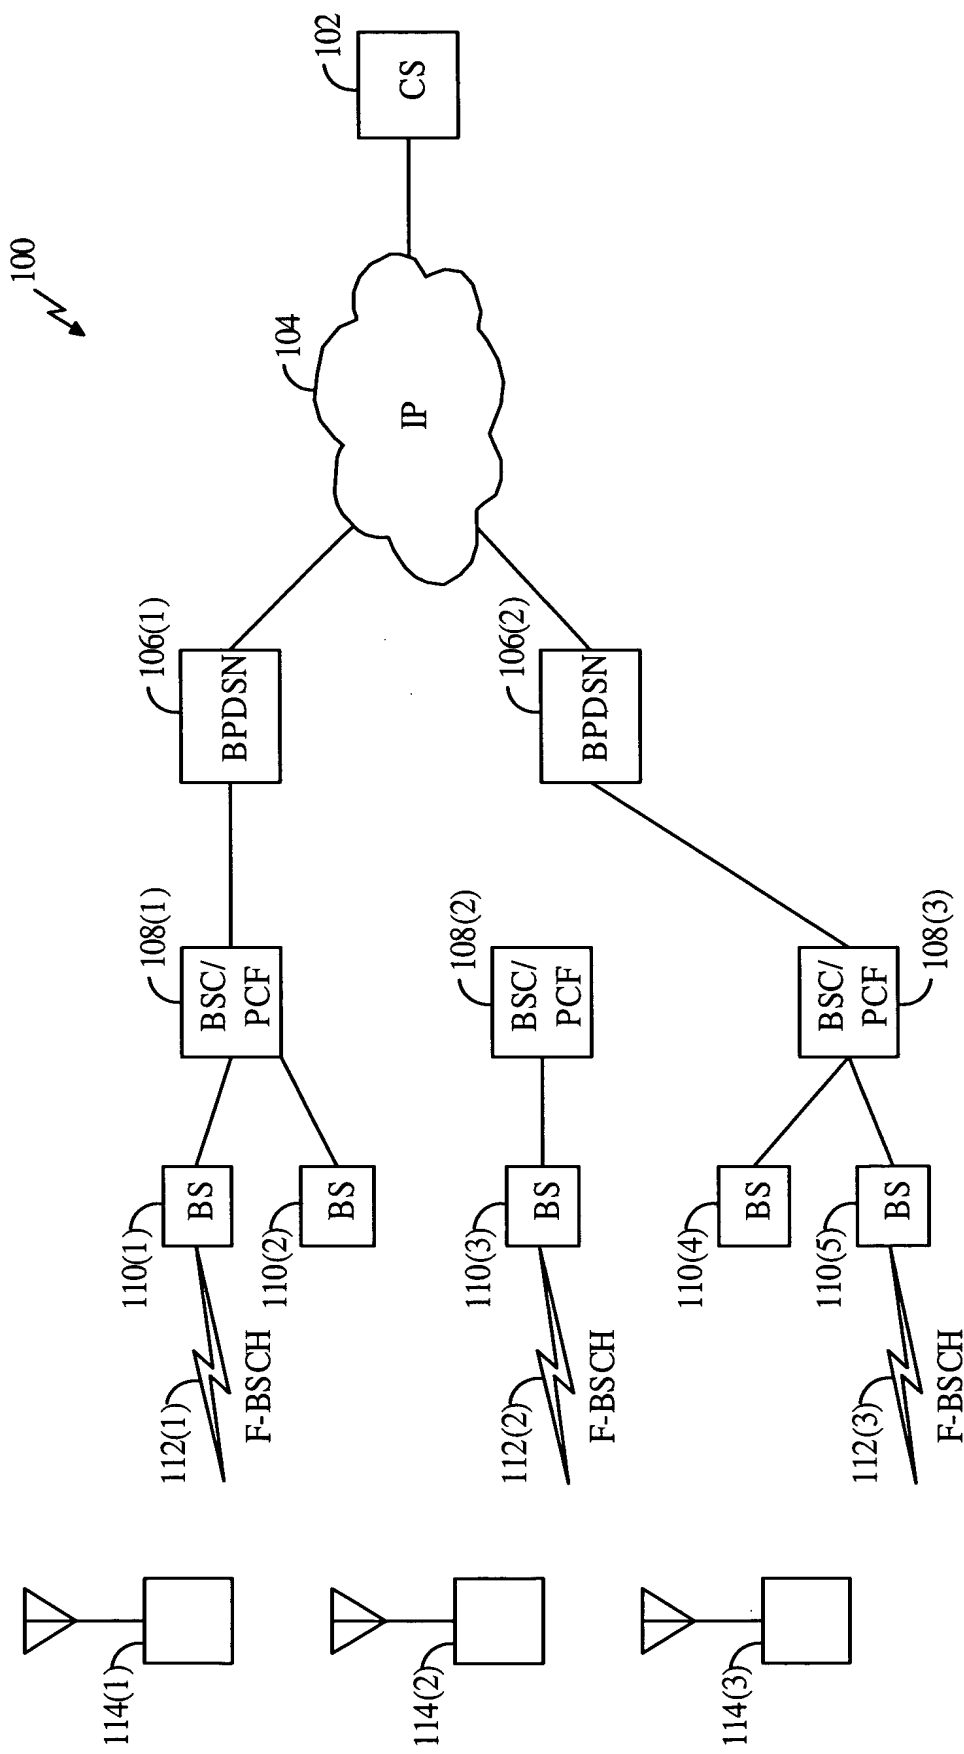 100
102
CS
104
IP
106(1)
BPDSN
106(2)
BPDSN
108(1)
BSC/
PCF
108(2)
BSC/
PCF
108(3)
BSC/
PCF
110(1)
BS
110(2)
BS
110(3)
BS
110(4)
BS
110(5)
BS
112(1)
F-BSCH
112(2)
F-BSCH
112(3)
F-BSCH
114(1)
114(2)
114(3)